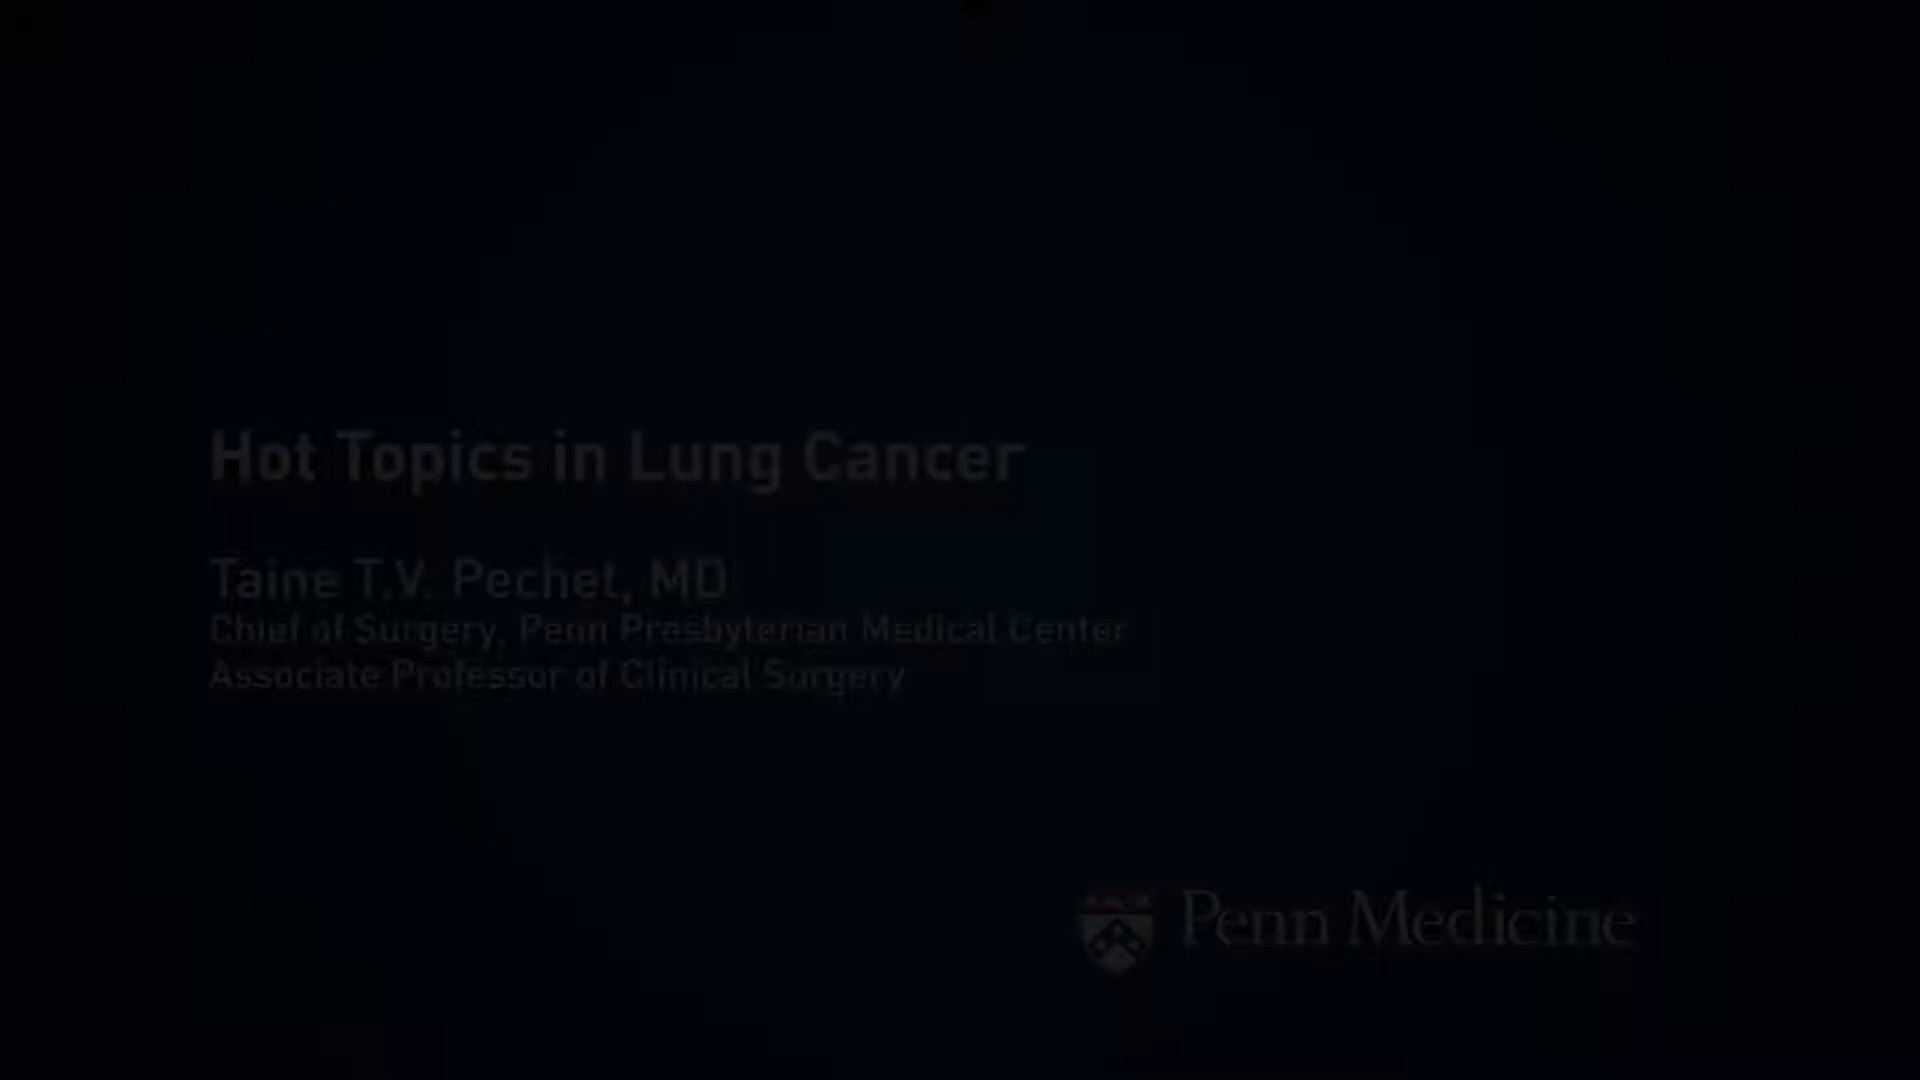 Hot Topics in Lung Cancer
Taine T.V. Pechet, MD
Chief of Surgery, Penn Presbyterian Medical Center
Associate Professor of Clinical Surgery
Penn Medicine